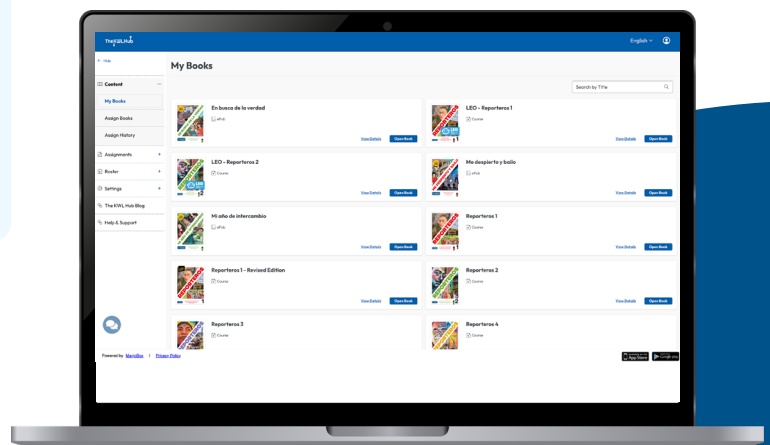 The KWL Hub
English
← Hub
Content
My Books
Assign Books
Assign History
Assignments
Roster
Settings
The KWL Hub Blog
Help & Support
My Books
Search by Title
En busca de la verdad
ePub
View Details Open Book
LEO - Reporteros 1
Course
View Details Open Book
LEO - Reporteros 2
Course
View Details Open Book
Me despierto y bailo
ePub
View Details Open Book
Mi año de intercambio
ePub
View Details Open Book
Reporteros 1
Course
View Details Open Book
Reporteros 1 - Revised Edition
Course
View Details Open Book
Reporteros 2
Course
View Details Open Book
Reporteros 3
Course
Reporteros 4
Course
Powered by MarjoBox | Privacy Policy
App Store
Google play